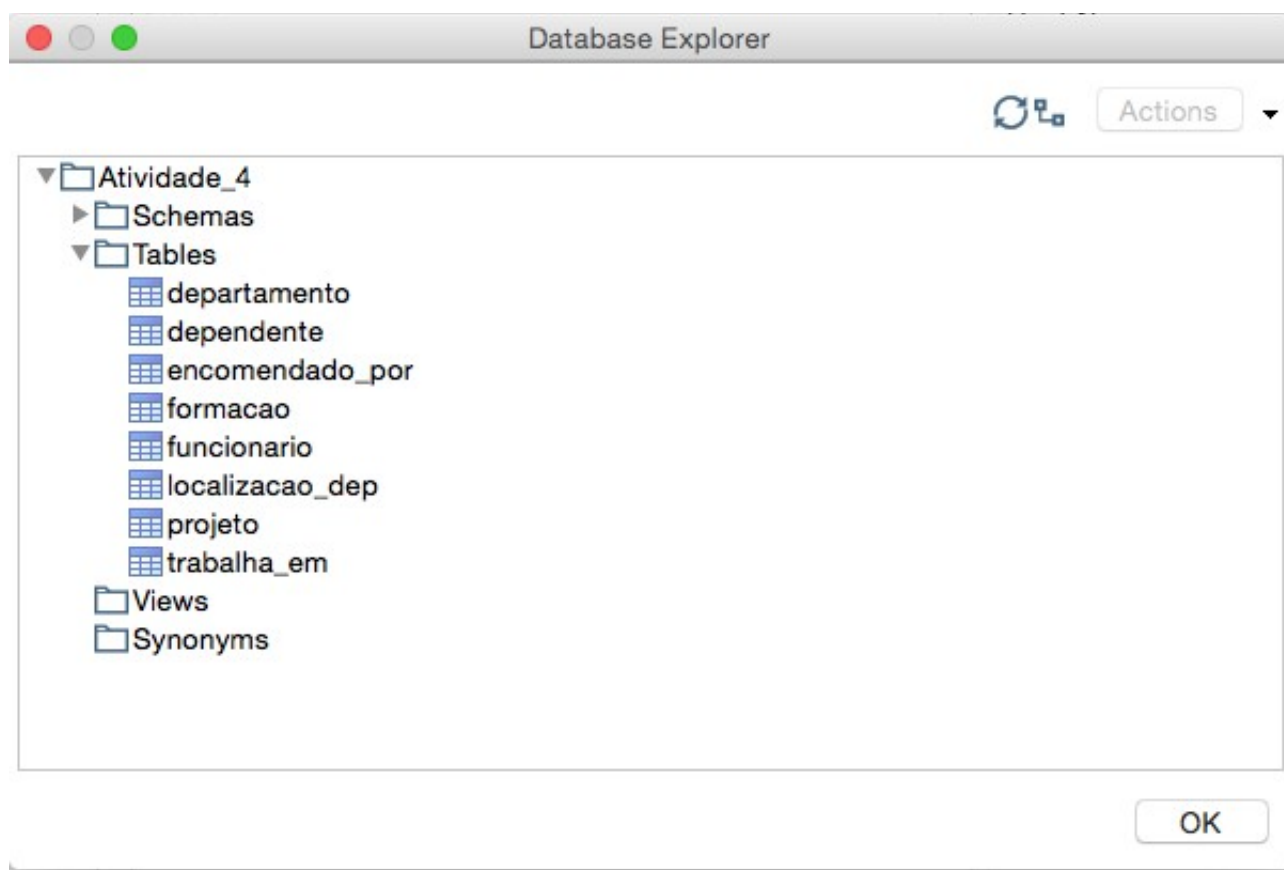 Database Explorer
Actions
Atividade_4
Schemas
Tables
departamento
dependente
encomendado_por
formacao
funcionario
localizacao_dep
projeto
trabalha_em
Views
Synonyms
OK